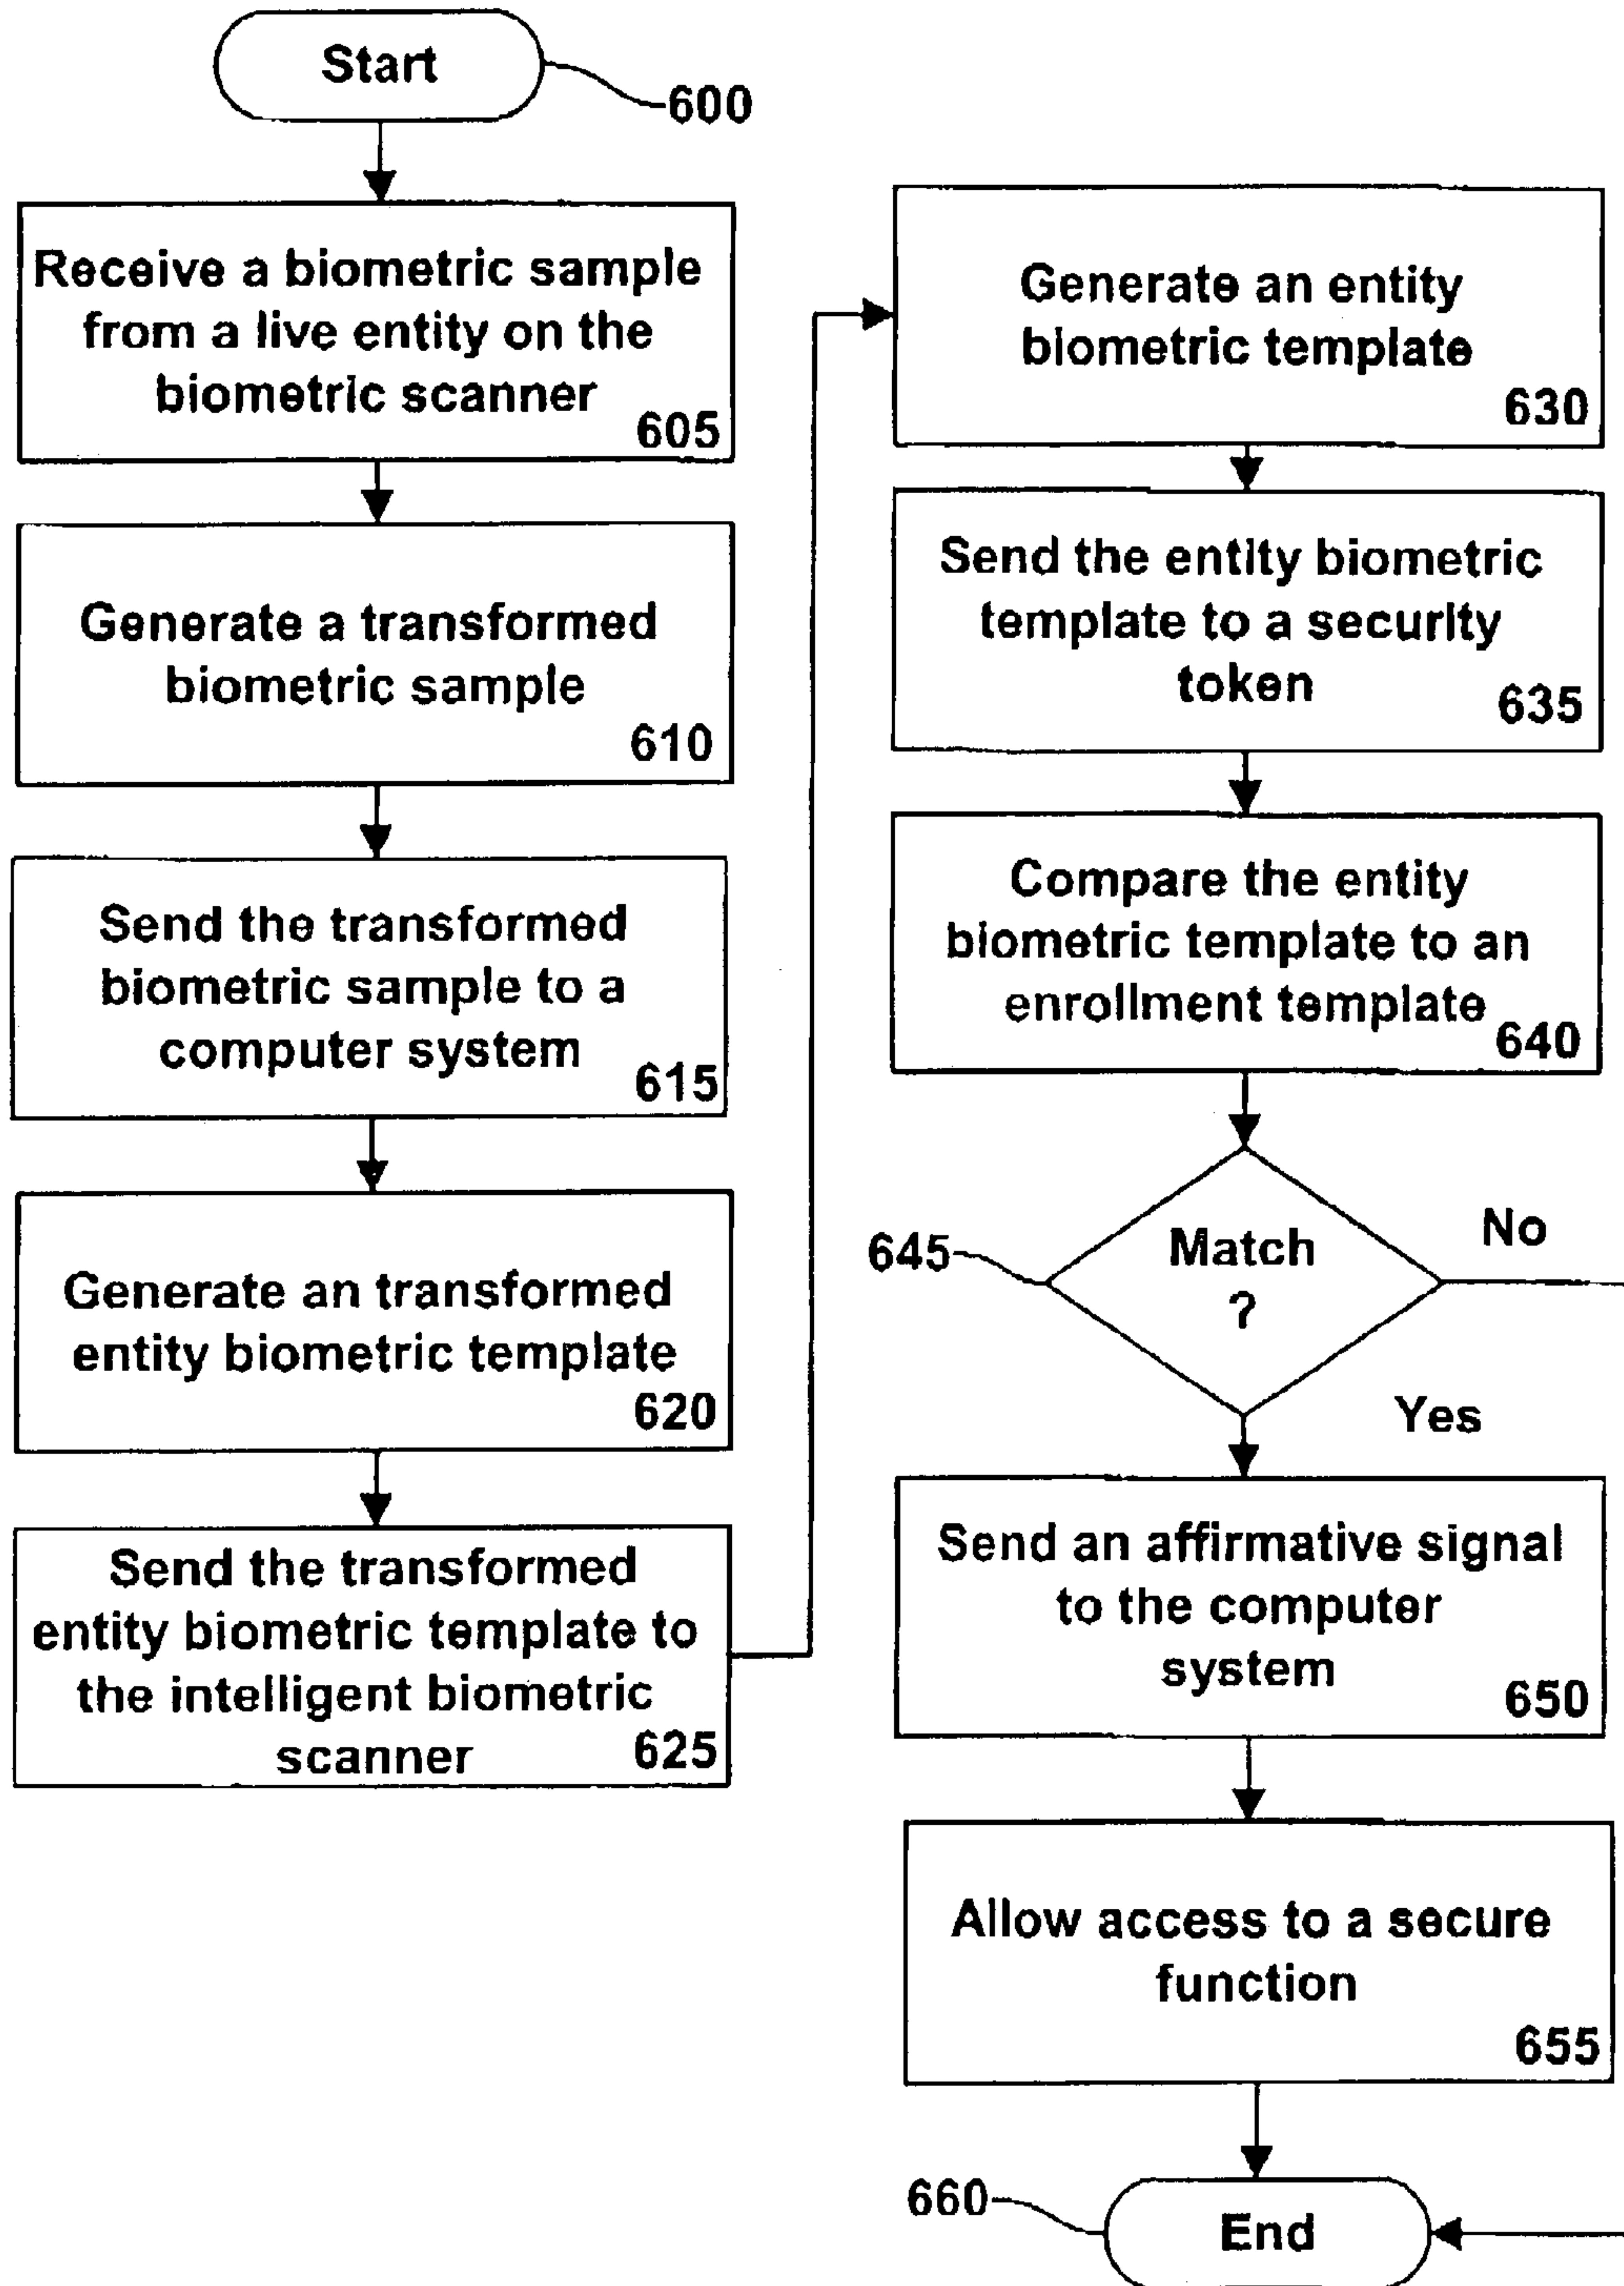 Start
600
Receive a biometric sample
from a live entity on the
biometric scanner
605
Generate a transformed
biometric sample
610
Send the transformed
biometric sample to a
computer system
615
Generate an transformed
entity biometric template
620
Send the transformed
entity biometric template to
the intelligent biometric
scanner
625
Generate an entity
biometric template
630
Send the entity biometric
template to a security
token
635
Compare the entity
biometric template to an
enrollment template
640
645
Match
?
No
Yes
Send an affirmative signal
to the computer
system
650
Allow access to a secure
function
655
660
End